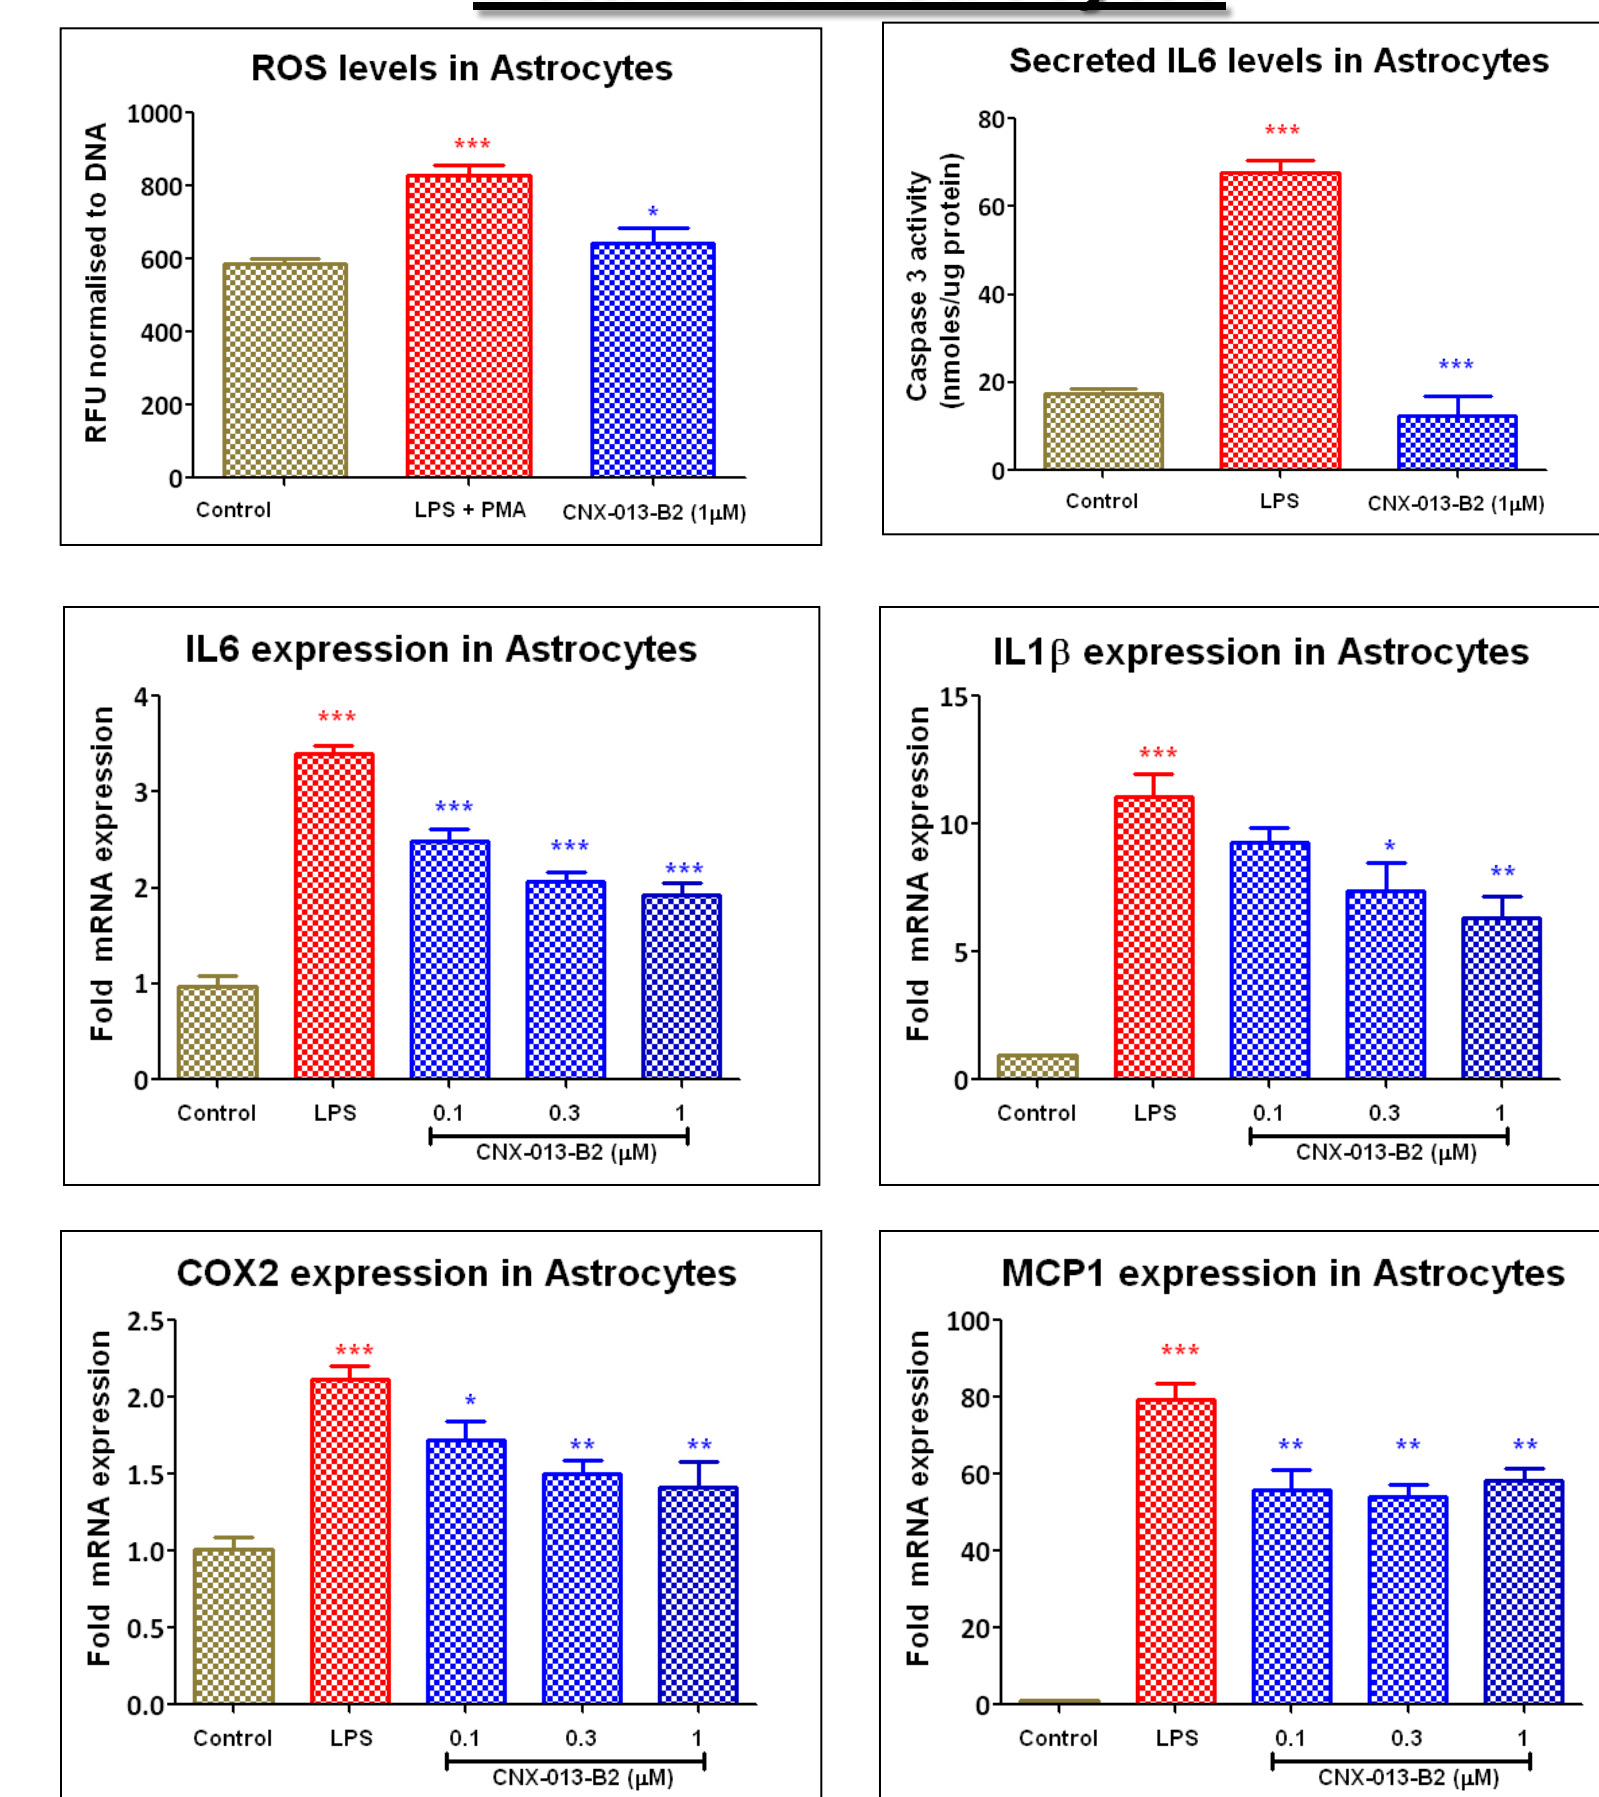 ROS levels in Astrocytes
RFU normalised to DNA
1000
800
600
400
200
0
***
*
Control
LPS + PMA
CNX-013-B2 (1μM)
Secreted IL6 levels in Astrocytes
Caspase 3 activity
(nmoles/ug protein)
80
60
40
20
0
***
***
Control
LPS
CNX-013-B2 (1μM)
IL6 expression in Astrocytes
Fold mRNA expression
4
3
2
1
0
***
***
***
***
Control LPS 0.1 0.3 1
CNX-013-B2 (μM)
IL1β expression in Astrocytes
Fold mRNA expression
15
10
5
0
***
*
**
Control LPS 0.1 0.3 1
CNX-013-B2 (μM)
COX2 expression in Astrocytes
Fold mRNA expression
2.5
2.0
1.5
1.0
0.5
0.0
***
*
**
**
Control LPS 0.1 0.3 1
CNX-013-B2 (μM)
MCP1 expression in Astrocytes
Fold mRNA expression
100
80
60
40
20
0
***
**
**
**
Control LPS 0.1 0.3 1
CNX-013-B2 (μM)